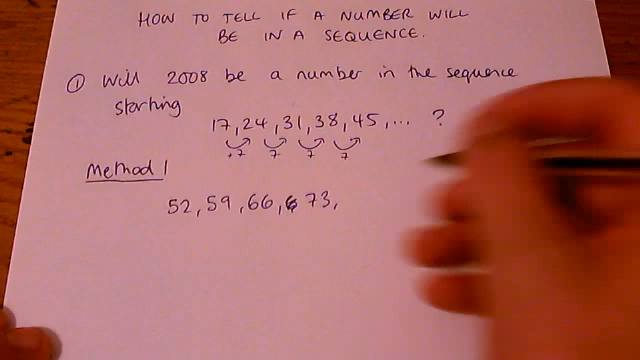 HOW TO TELL IF A NUMBER WILL
BE IN A SEQUENCE.
① Will 2008 be a number in the sequence
starting
17, 24, 31, 38, 45, ... ?
+7 7 7 7
Method 1
52, 59, 66, 73,